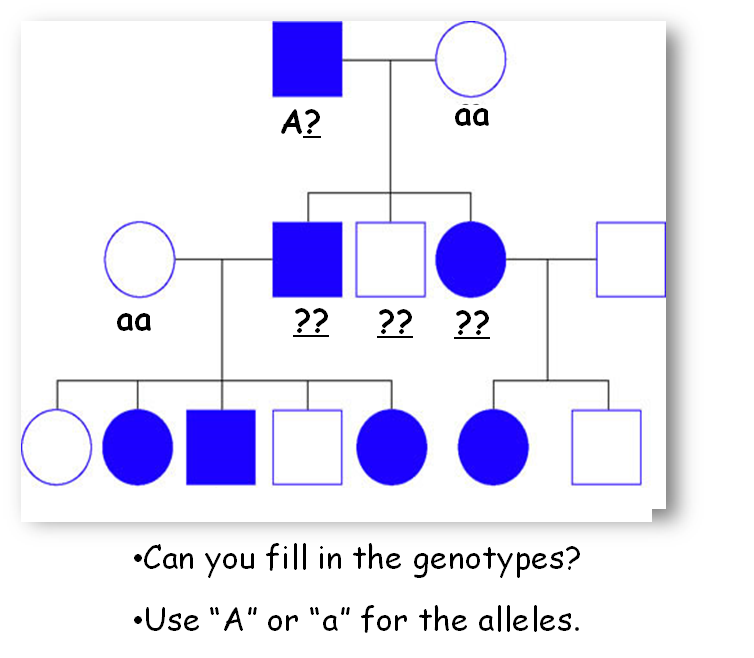 A? aa
aa ?? ?? ??
•Can you fill in the genotypes?
•Use “A” or “a” for the alleles.